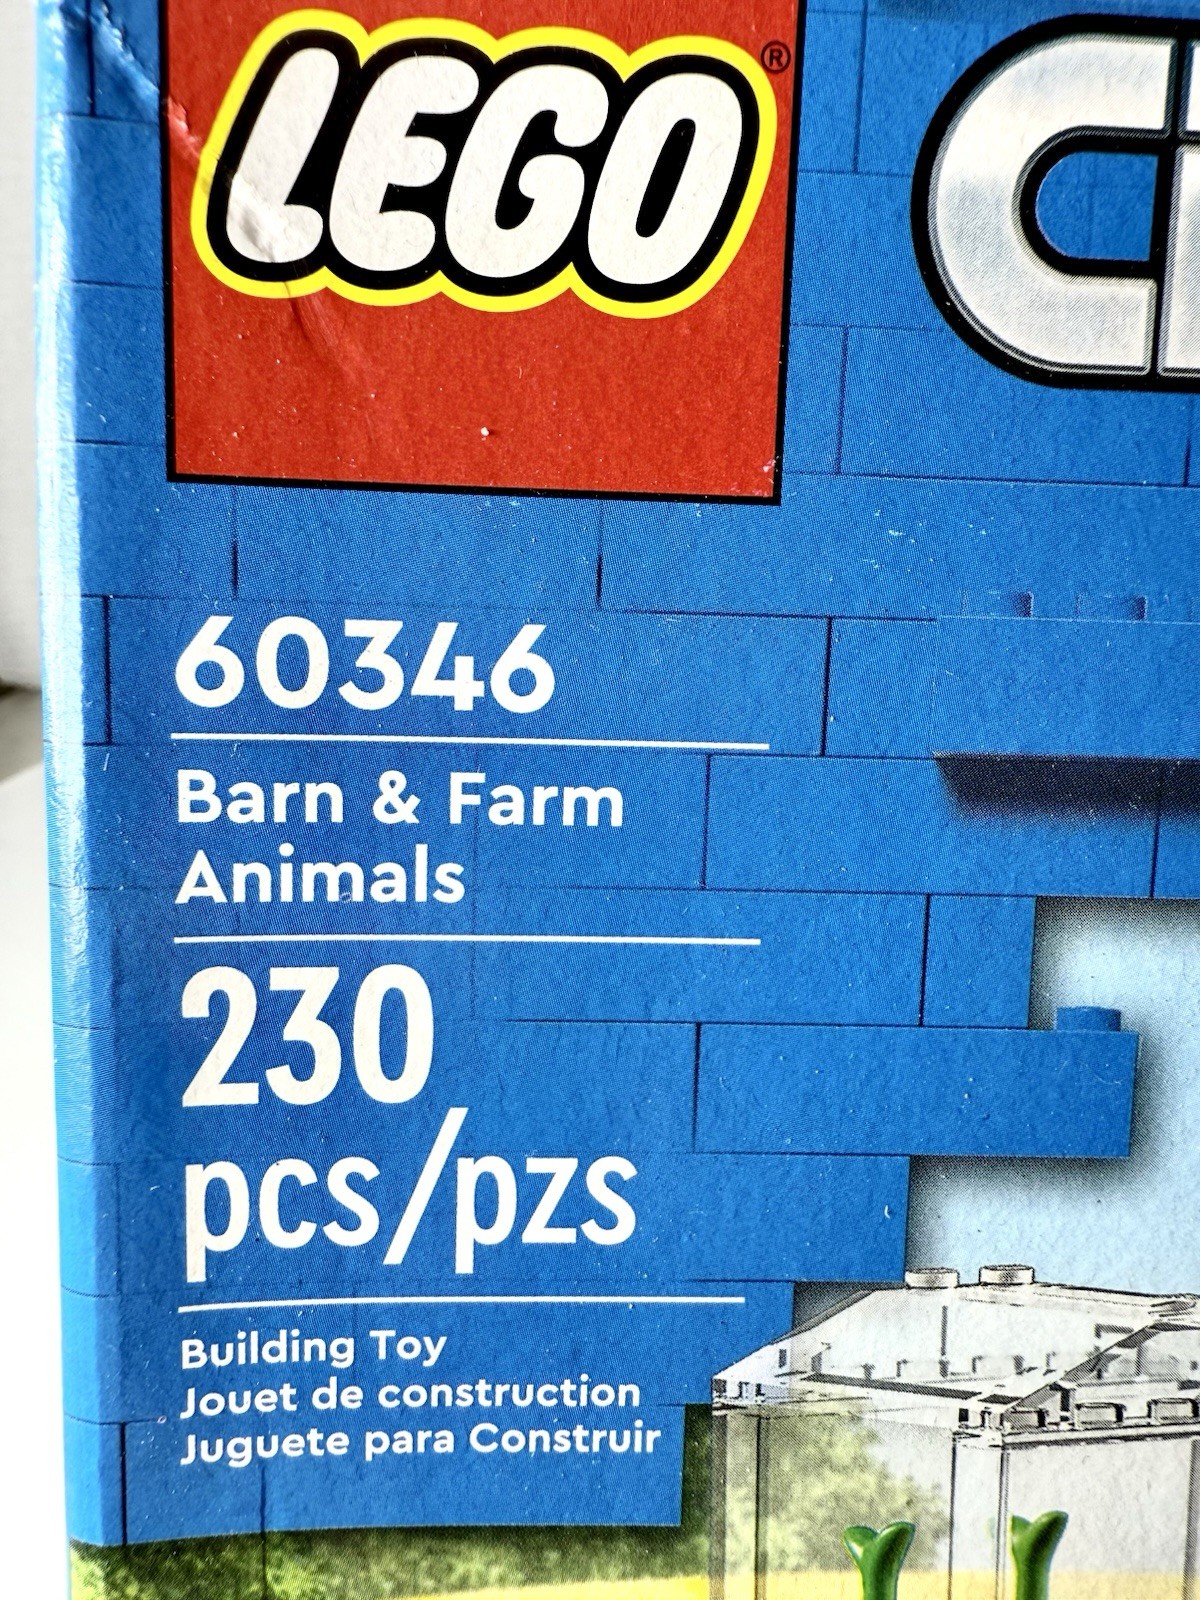 LEGO®
60346
Barn & Farm
Animals
230
pcs/pzs
Building Toy
Jouet de construction
Juguete para Construir